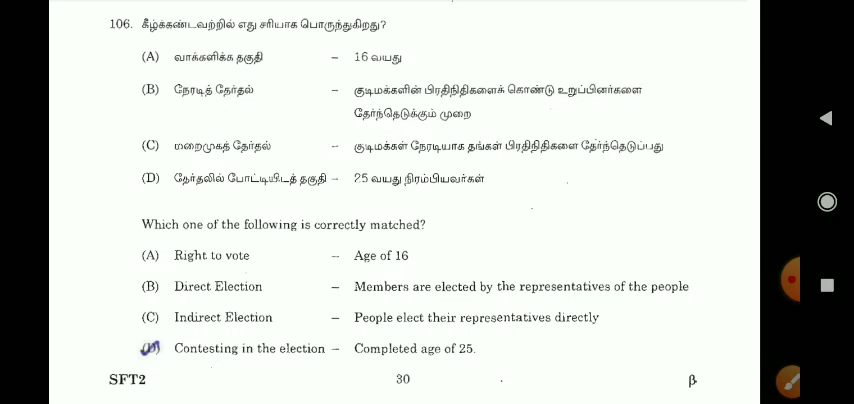 106. கீழ்க்கண்டவற்றில் எது சரியாக பொருந்துகிறது?
(A) வாக்களிக்க தகுதி – 16 வயது
(B) நேரடித் தேர்தல் – குடிமக்களின் பிரதிநிதிகளைக் கொண்டு உறுப்பினர்களை
தேர்ந்தெடுக்கும் முறை
(C) மறைமுகத் தேர்தல் – குடிமக்கள் நேரடியாக தங்கள் பிரதிநிதிகளை தேர்ந்தெடுப்பது
(D) தேர்தலில் போட்டியிடத் தகுதி – 25 வயது நிரம்பியவர்கள்
Which one of the following is correctly matched?
(A) Right to vote – Age of 16
(B) Direct Election – Members are elected by the representatives of the people
(C) Indirect Election – People elect their representatives directly
(D) Contesting in the election – Completed age of 25.
SFT2 30 β